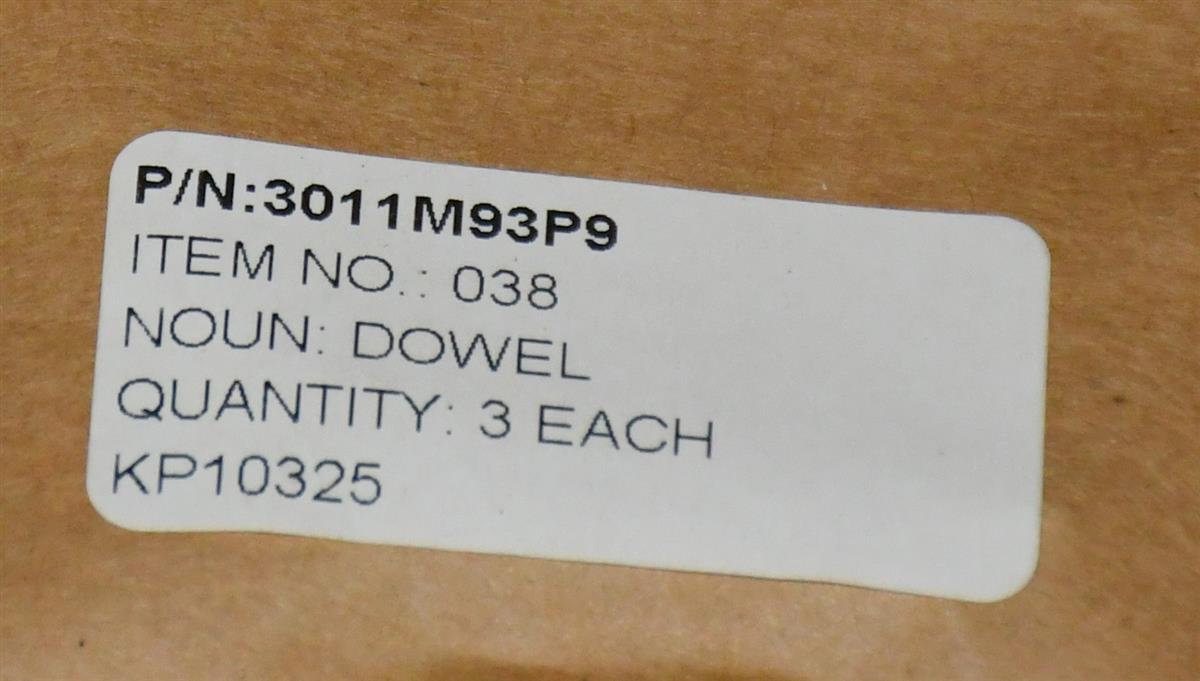 P/N:3011M93P9
ITEM NO.: 038
NOUN: DOWEL
QUANTITY: 3 EACH
KP10325